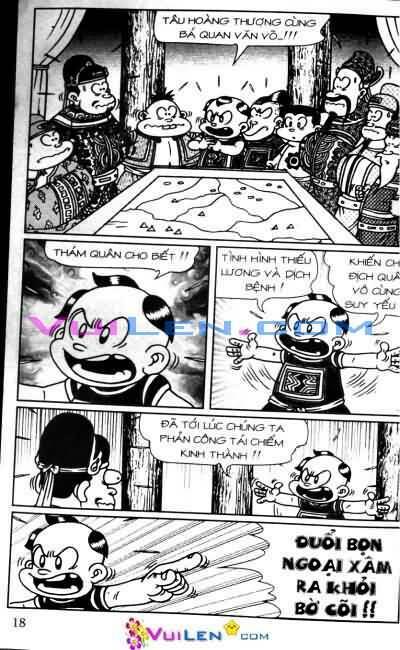 TÂU HOÀNG THƯỢNG CÙNG
BÁ QUAN VĂN VÕ...!!!
THÁM QUÂN CHO BIẾT !!
TÌNH HÌNH THIẾU
LƯƠNG VÀ DỊCH
BỆNH !
KHIẾN CH
ĐỊCH QUÂ
VÔ CÙNG
SUY YẾU
VuiLen.com
ĐÃ TỚI LÚC CHÚNG TA
PHẢN CÔNG TÁI CHIẾM
KINH THÀNH !!
ĐUỔI BỌN
NGOẠI XÂM
RA KHỎI
BỜ CÕI !!
18
VuiLen.com